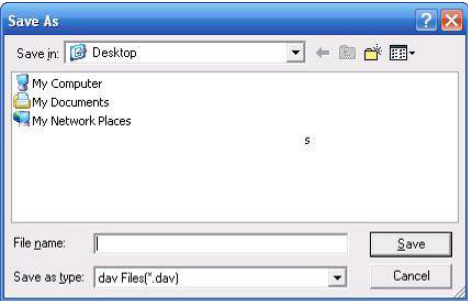 Save As
Save in: Desktop
My Computer
My Documents
My Network Places
s
File name: Save
Save as type: dav Files(*.dav) Cancel